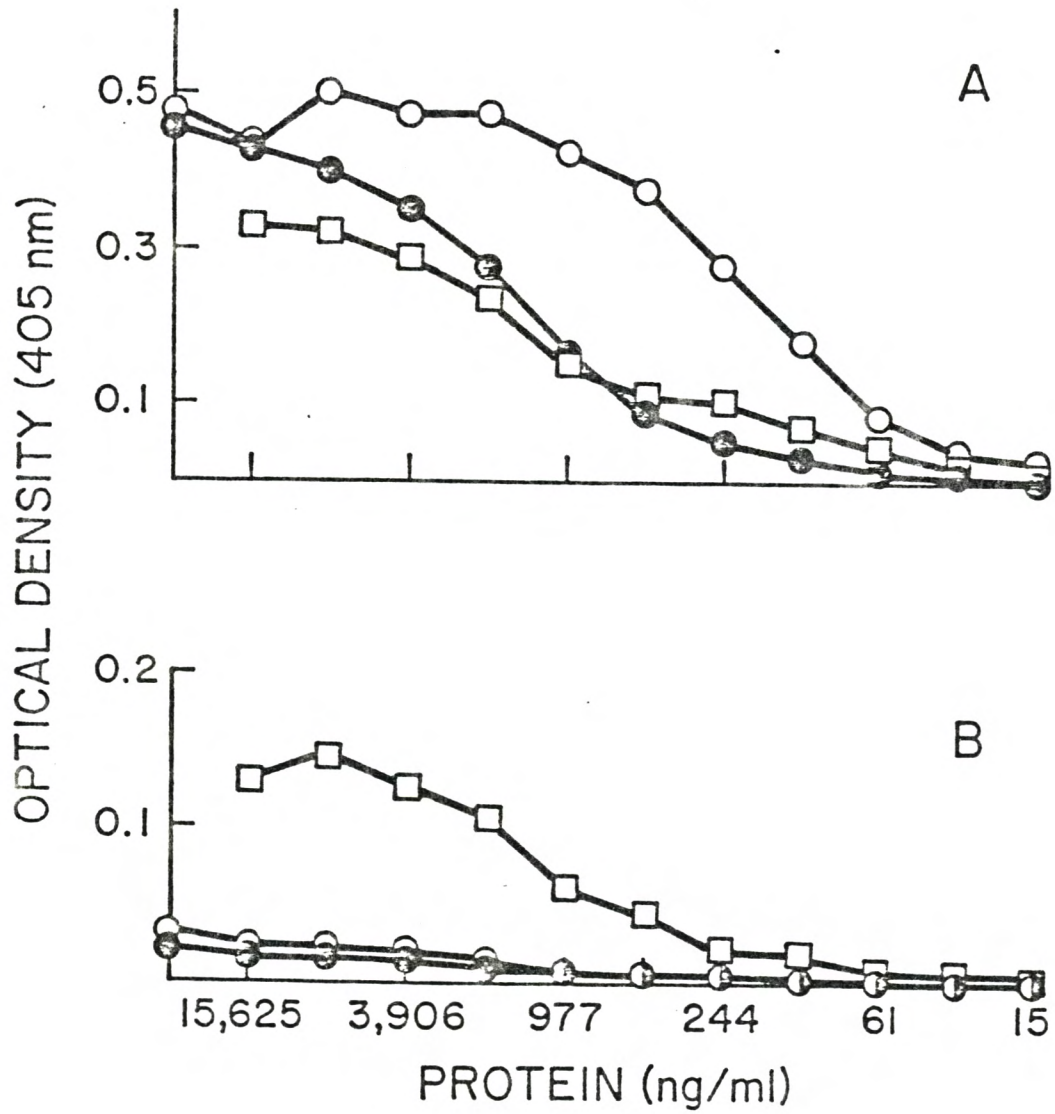 A
0.5
0.3
0.1
OPTICAL DENSITY (405 nm)
B
0.2
0.1
15,625 3,906 977 244 61 15
PROTEIN (ng/ml)